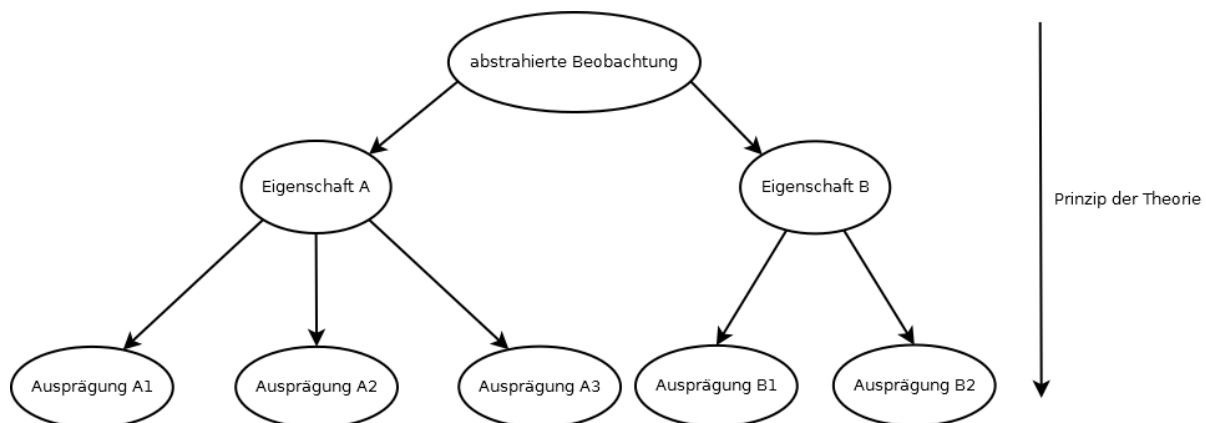 abstrahierte Beobachtung
Eigenschaft A
Eigenschaft B
Prinzip der Theorie
Ausprägung A1
Ausprägung A2
Ausprägung A3
Ausprägung B1
Ausprägung B2